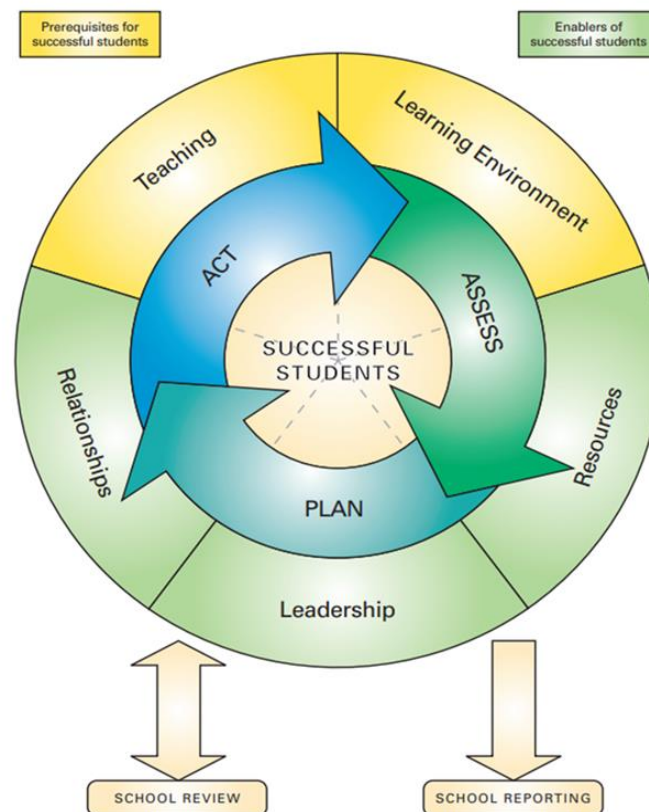 Prerequisites for
successful students
Enablers of
successful students
Teaching
Learning Environment
ACT
ASSESS
SUCCESSFUL
STUDENTS
Relationships
Resources
PLAN
Leadership
SCHOOL REVIEW
SCHOOL REPORTING